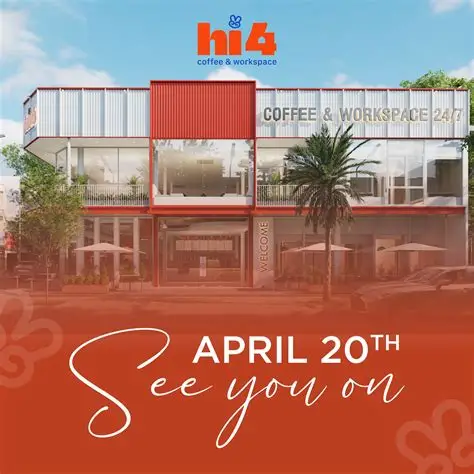 hi4
coffee & workspace
COFFEE & WORKSPACE 24/7
WELCOME
APRIL 20TH
See you on